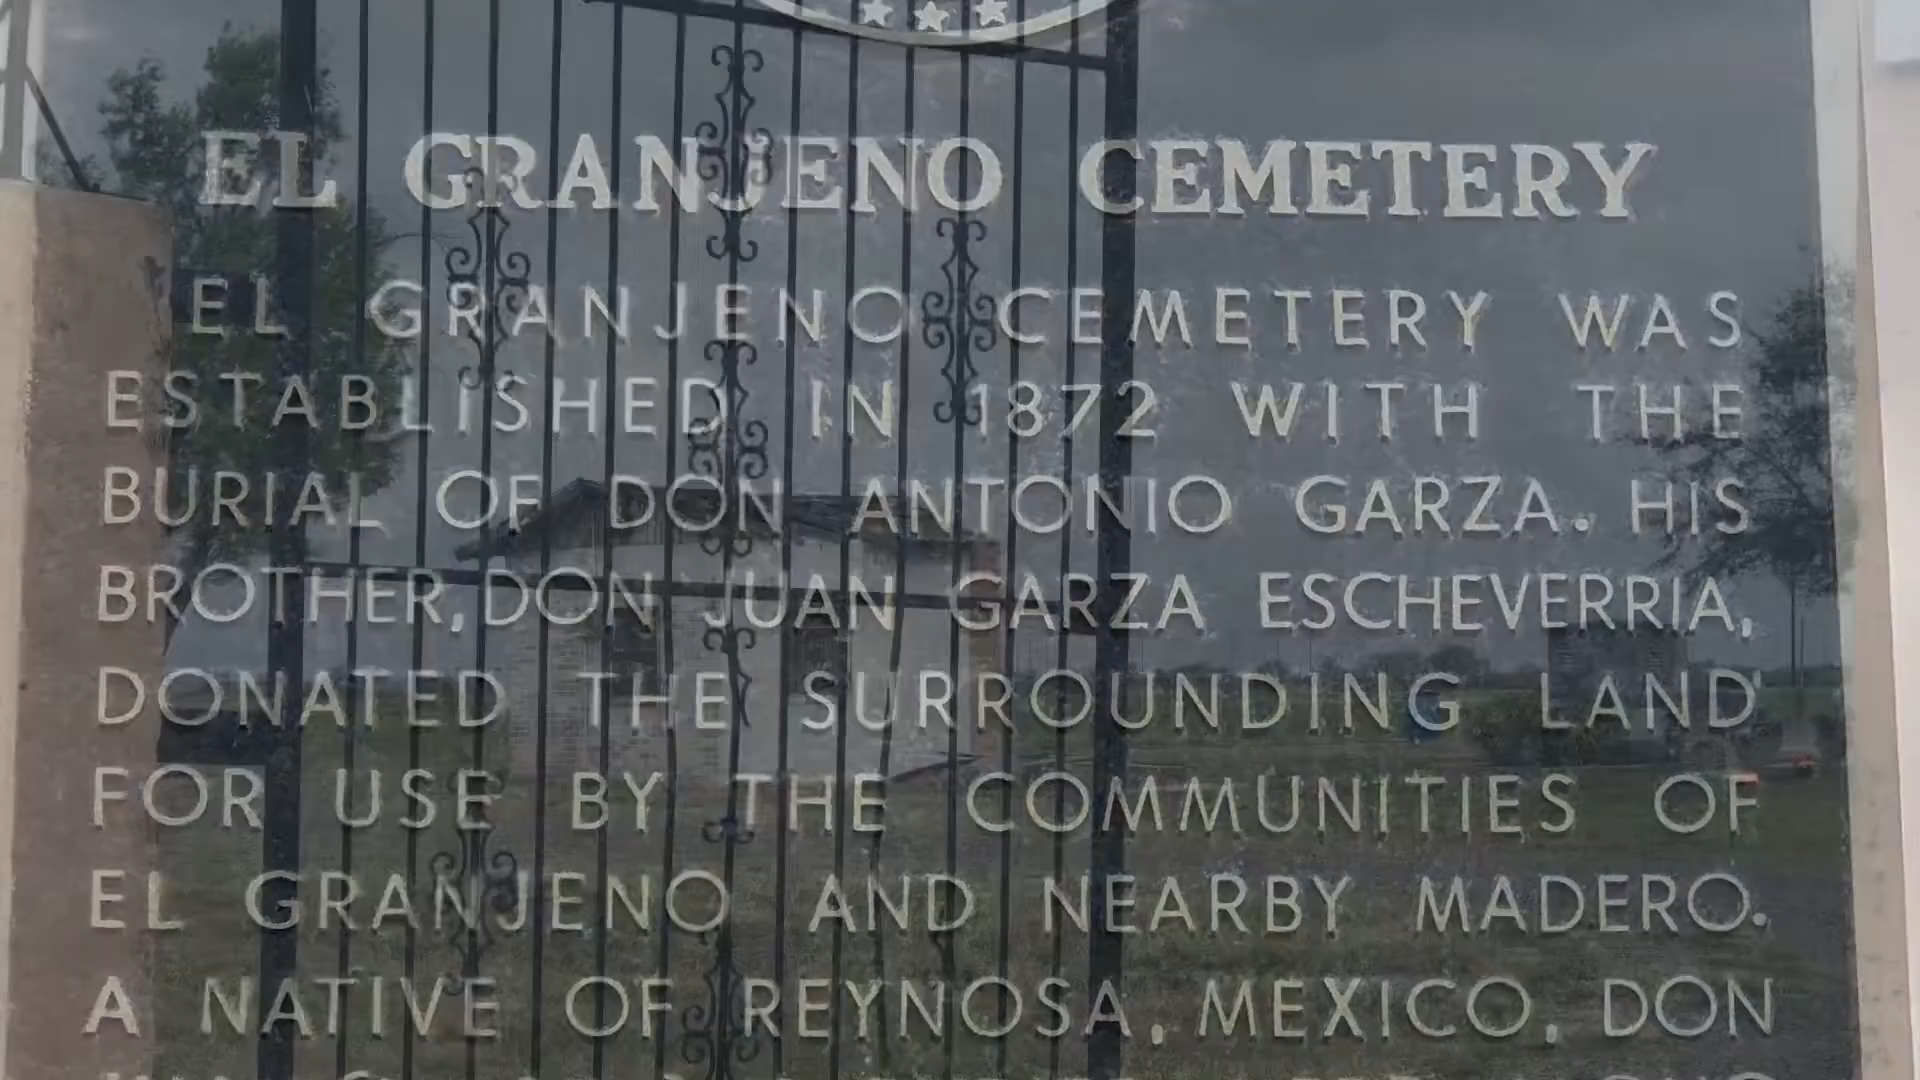 EL GRANJENO CEMETERY
EL GRANJENO CEMETERY WAS
ESTABLISHED IN 1872 WITH THE
BURIAL OF DON ANTONIO GARZA. HIS
BROTHER, DON JUAN GARZA ESCHEVERRIA,
DONATED THE SURROUNDING LAND
FOR USE BY THE COMMUNITIES OF
EL GRANJENO AND NEARBY MADERO.
A NATIVE OF REYNOSA, MEXICO, DON